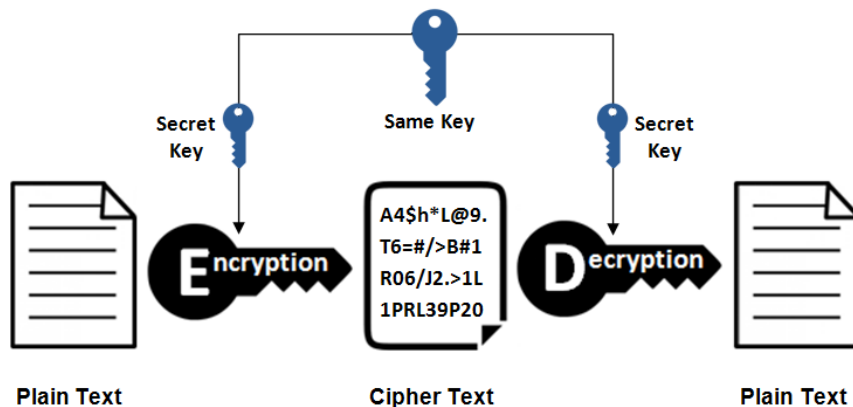 Secret
Key
Same Key
Secret
Key
Encryption
A4$h*L@9.
T6=#/>B#1
R06/J2.>1L
1PRL39P20
Decryption
Plain Text
Cipher Text
Plain Text